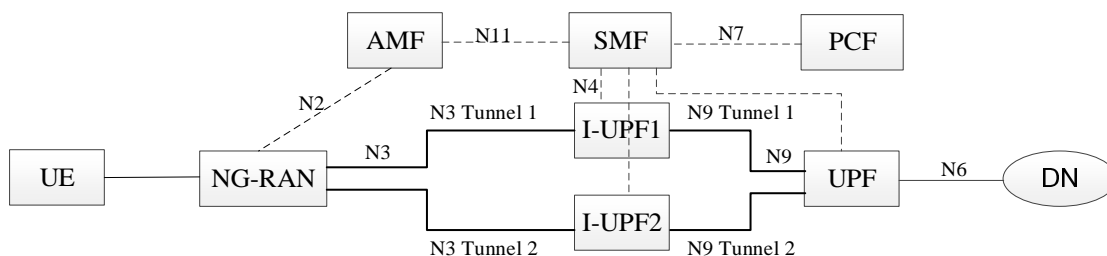 AMF
N11
SMF
N7
PCF
N2
N4
N3 Tunnel 1
I-UPF1
N9 Tunnel 1
UE
NG-RAN
N3
N9
UPF
N6
DN
I-UPF2
N3 Tunnel 2
N9 Tunnel 2